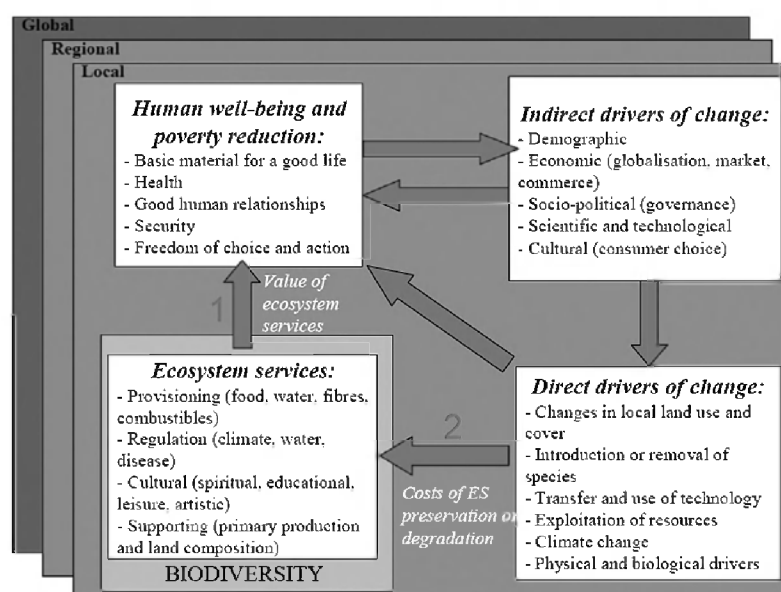 Global
Regional
Local
Human well-being and
poverty reduction:
- Basic material for a good life
- Health
- Good human relationships
- Security
- Freedom of choice and action
Indirect drivers of change:
- Demographic
- Economic (globalisation, market,
commerce)
- Socio-political (governance)
- Scientific and technological
- Cultural (consumer choice)
1
Value of
ecosystem
services
Ecosystem services:
- Provisioning (food, water, fibres,
combustibles)
- Regulation (climate, water,
disease)
- Cultural (spiritual, educational,
leisure, artistic)
- Supporting (primary production
and land composition)
BIODIVERSITY
2
Costs of ES
preservation or
degradation
Direct drivers of change:
- Changes in local land use and
cover
- Introduction or removal of
species
- Transfer and use of technology
- Exploitation of resources
- Climate change
- Physical and biological drivers